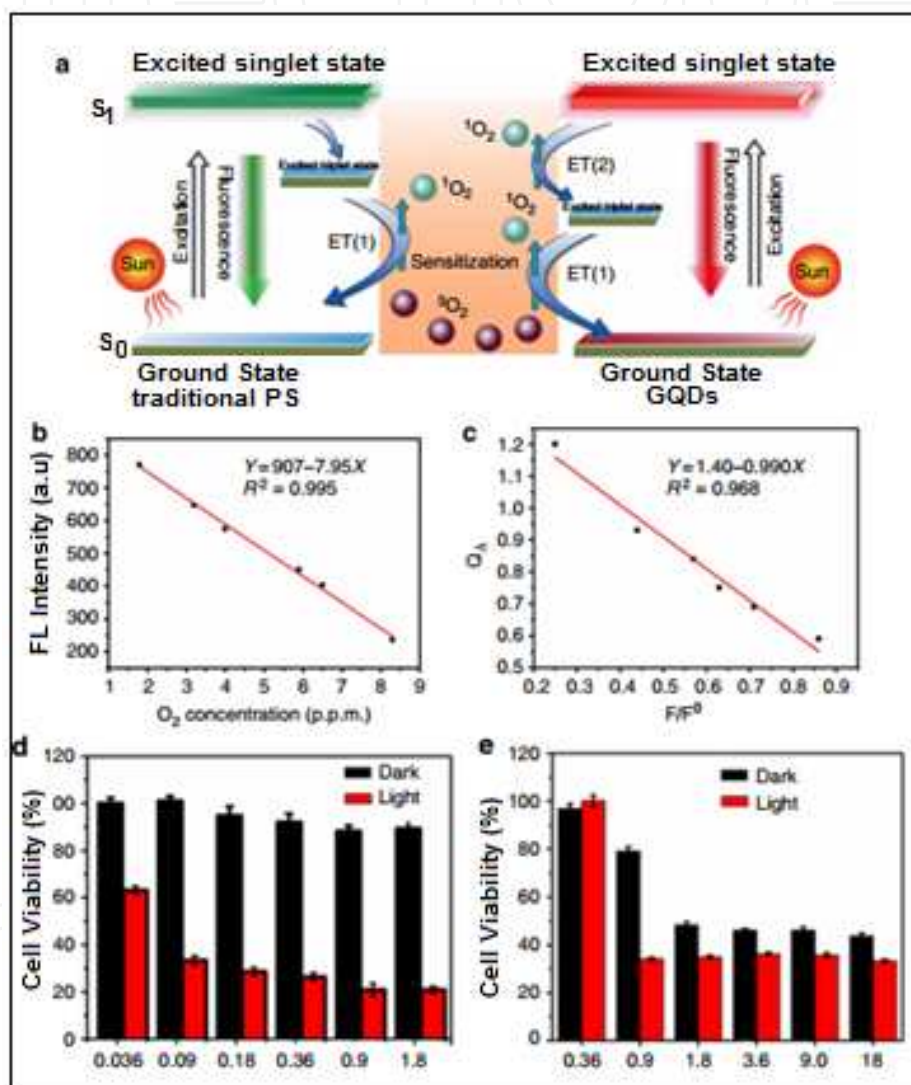 a
Excited singlet state
Excited singlet state
S1
¹O₂
¹O₂
¹O₂
Excitation
Fluorescence
Excited triplet state
ET(2)
Excited triplet state
Fluorescence
Excitation
ET(1)
Sun
Sensitization
ET(1)
Sun
³O₂
S0
Ground State
traditional PS
Ground State
GQDs
b
800
700
600
500
400
300
200
FL Intensity (a.u)
Y=907–7.95X
R² = 0.995
1 2 3 4 5 6 7 8 9
O₂ concentration (p.p.m.)
c
1.2
1.1
1.0
0.9
0.8
0.7
0.6
0.5
Y=1.40–0.990X
R² = 0.968
0.2 0.3 0.4 0.5 0.6 0.7 0.8 0.9
F/F⁰
d
120
00
80
60
40
20
0
Cell Viability (%)
Dark
Light
0.036 0.09 0.18 0.36 0.9 1.8
e
120
100
80
60
40
20
0
Cell Viability (%)
Dark
Light
0.36 0.9 1.8 3.6 9.0 18